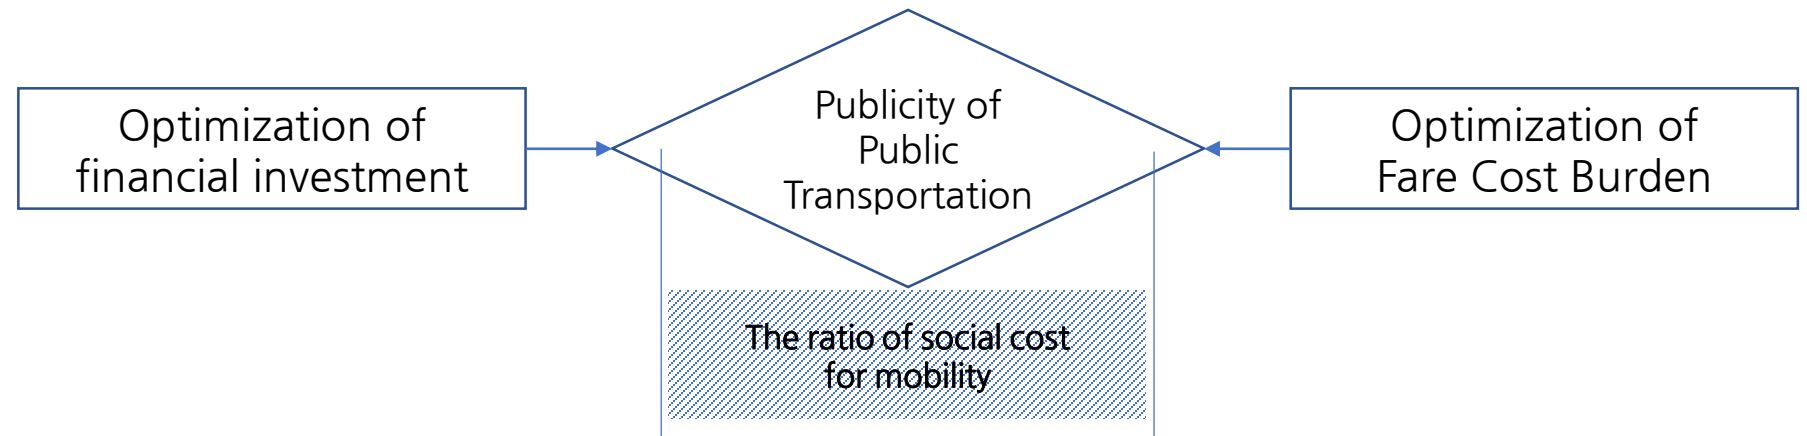 Optimization of
financial investment
Publicity of
Public
Transportation
Optimization of
Fare Cost Burden
The ratio of social cost
for mobility